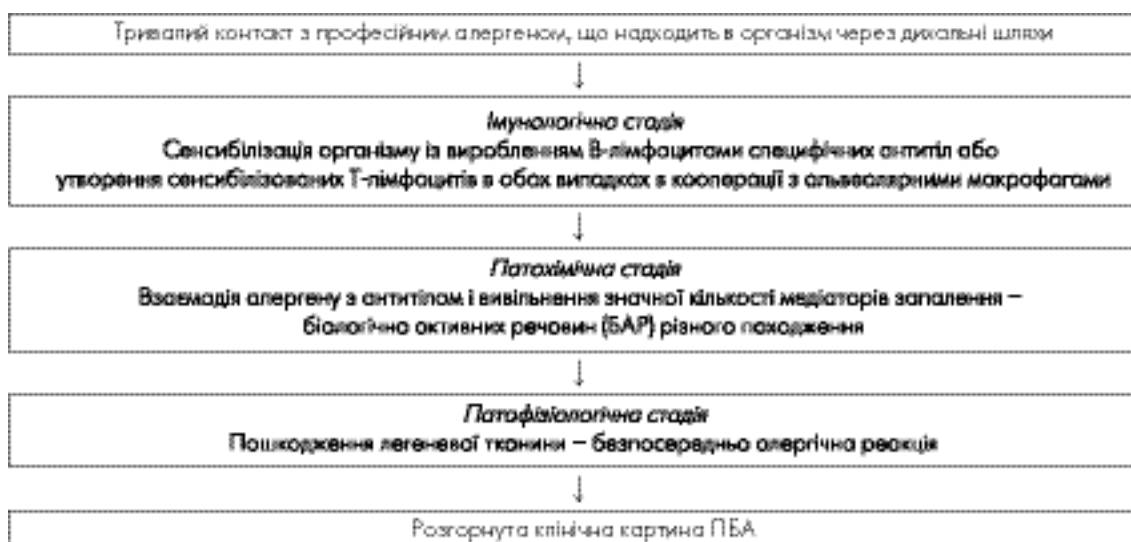 Тривалий контакт з професійним алергеном, що надходить в організм через дихальні шляхи
↓
Імунологічна стадія
Сенсибілізація організму із виробленням В-лімфоцитами специфічних антитіл або
утворення сенсибілізованих Т-лімфоцитів в обох випадках в кооперації з альвеолярними макрофагами
↓
Патохімічна стадія
Взаємодія алергену з антитілом і вивільнення значної кількості медіаторів запалення –
біологічно активних речовин (БАР) різного походження
↓
Патофізіологічна стадія
Пошкодження легеневої тканини – безпосередньо алергічна реакція
↓
Розгорнута клінічна картина ПБА